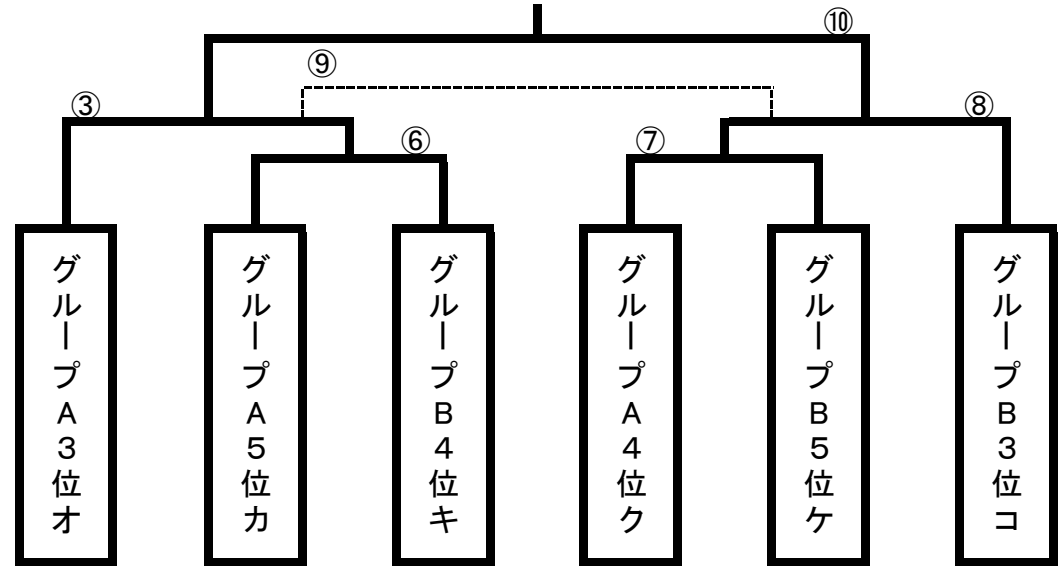 ⑩
⑨
③
⑧
⑥
⑦
グループA3位オ
グループA5位カ
グループB4位キ
グループA4位ク
グループB5位ケ
グループB3位コ